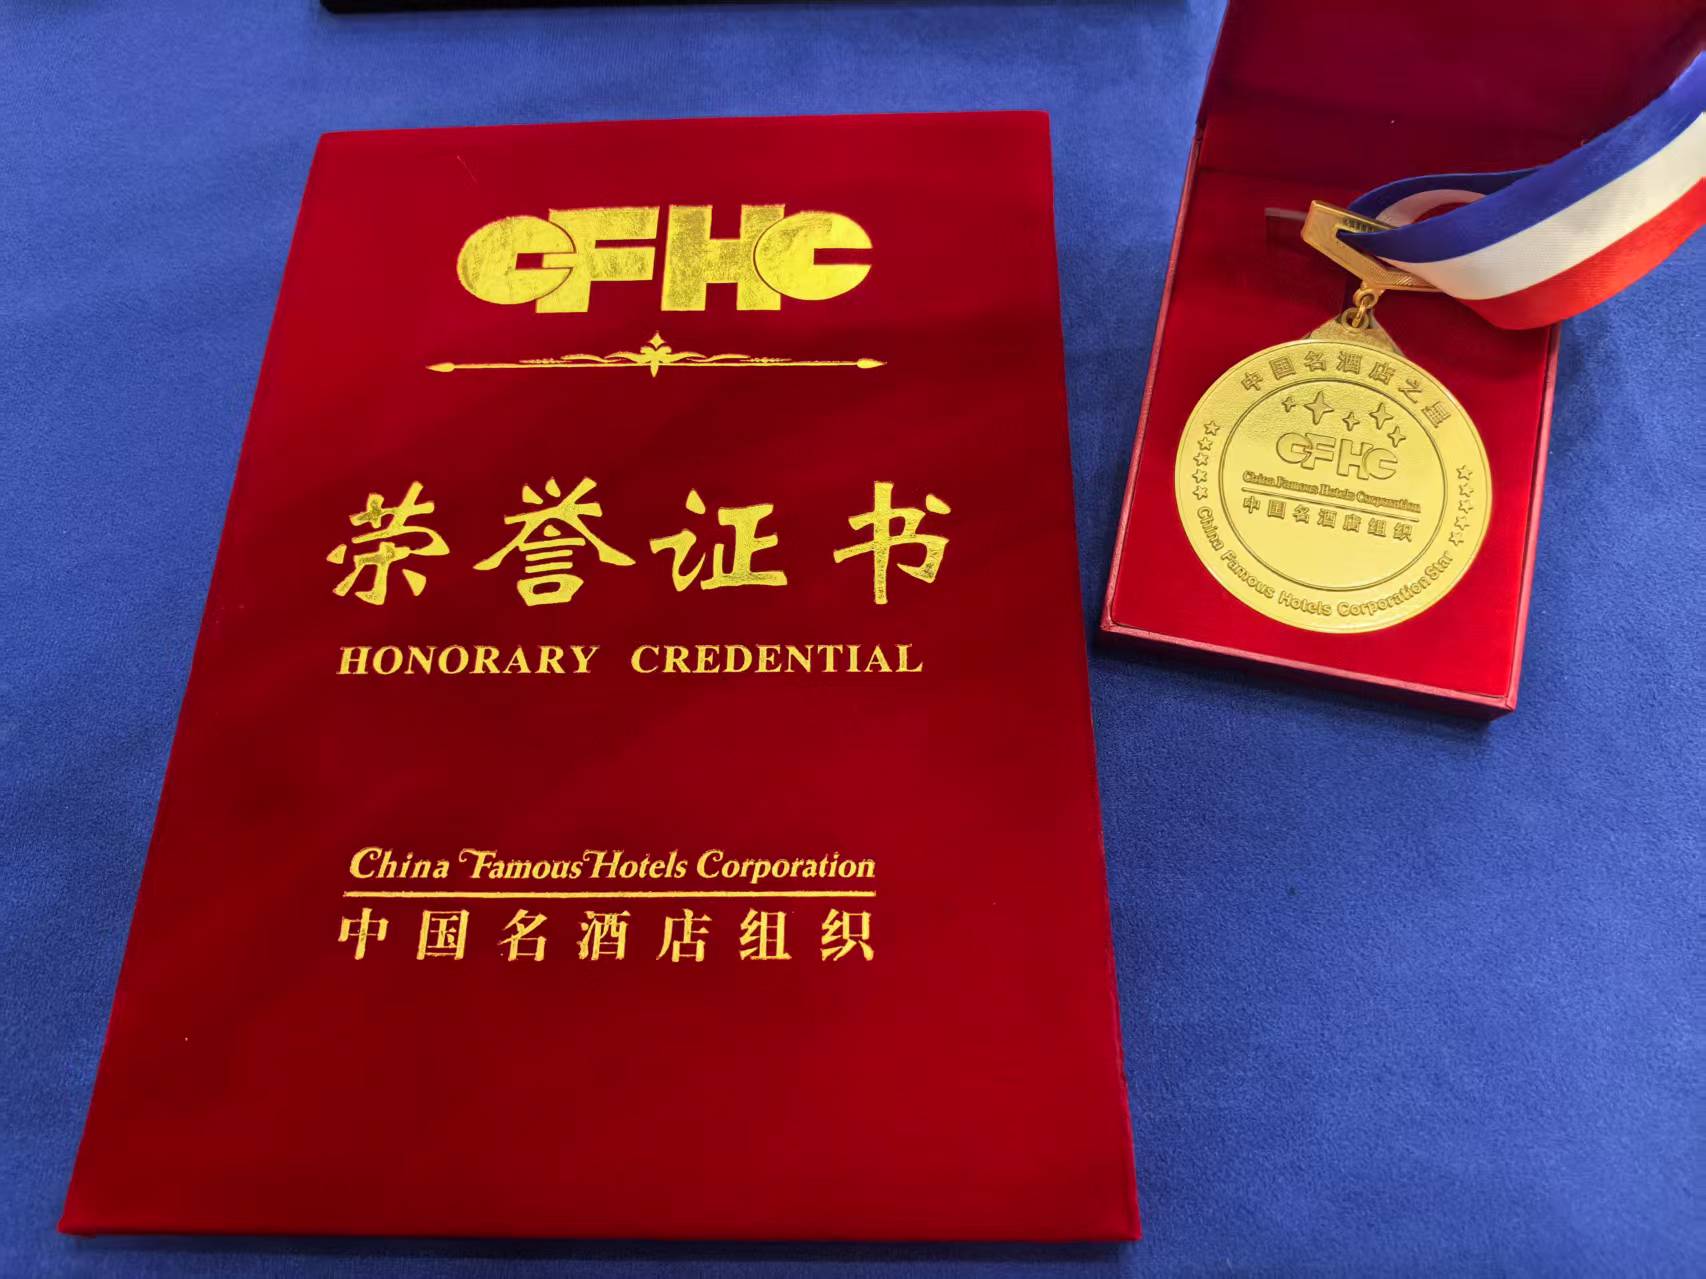 CFHC
荣誉证书
HONORARY CREDENTIAL
China Famous Hotels Corporation
中国名酒店组织
中国名酒店之星
CFHC
China Famous Hotels Corporation
中国名酒店组织
China Famous Hotels Corporation Star